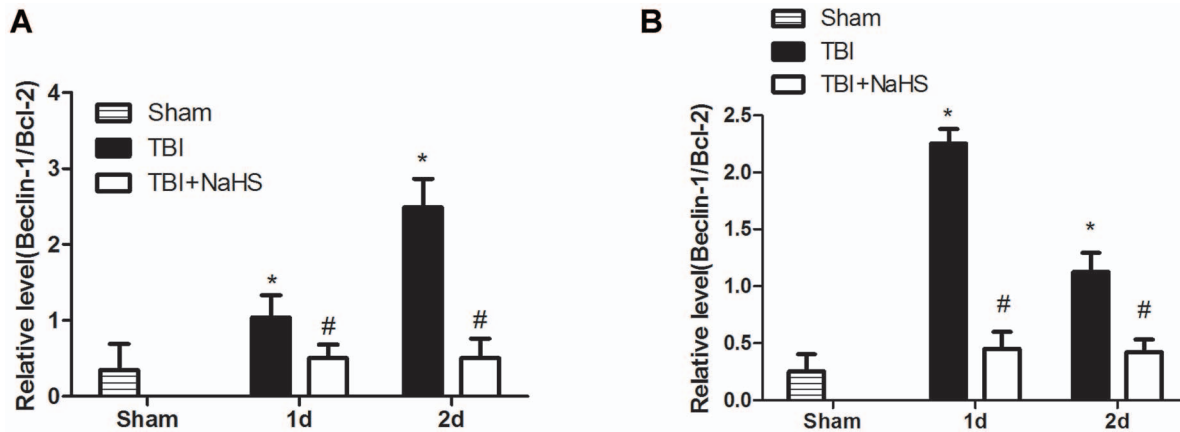 A
Relative level(Beclin-1/Bcl-2)
4
3
2
1
0
Sham
TBI
TBI+NaHS
*
#
*
#
Sham
1d
2d
B
Sham
TBI
TBI+NaHS
Relative level(Beclin-1/Bcl-2)
2.5
2.0
1.5
1.0
0.5
0.0
*
#
*
#
Sham
1d
2d